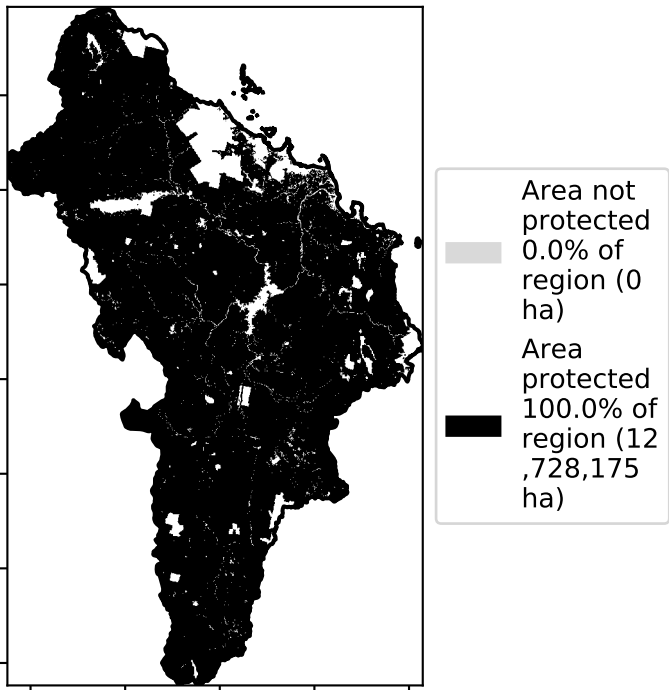 Area not
protected
0.0% of
region (0
ha)
Area
protected
100.0% of
region (12
,728,175
ha)